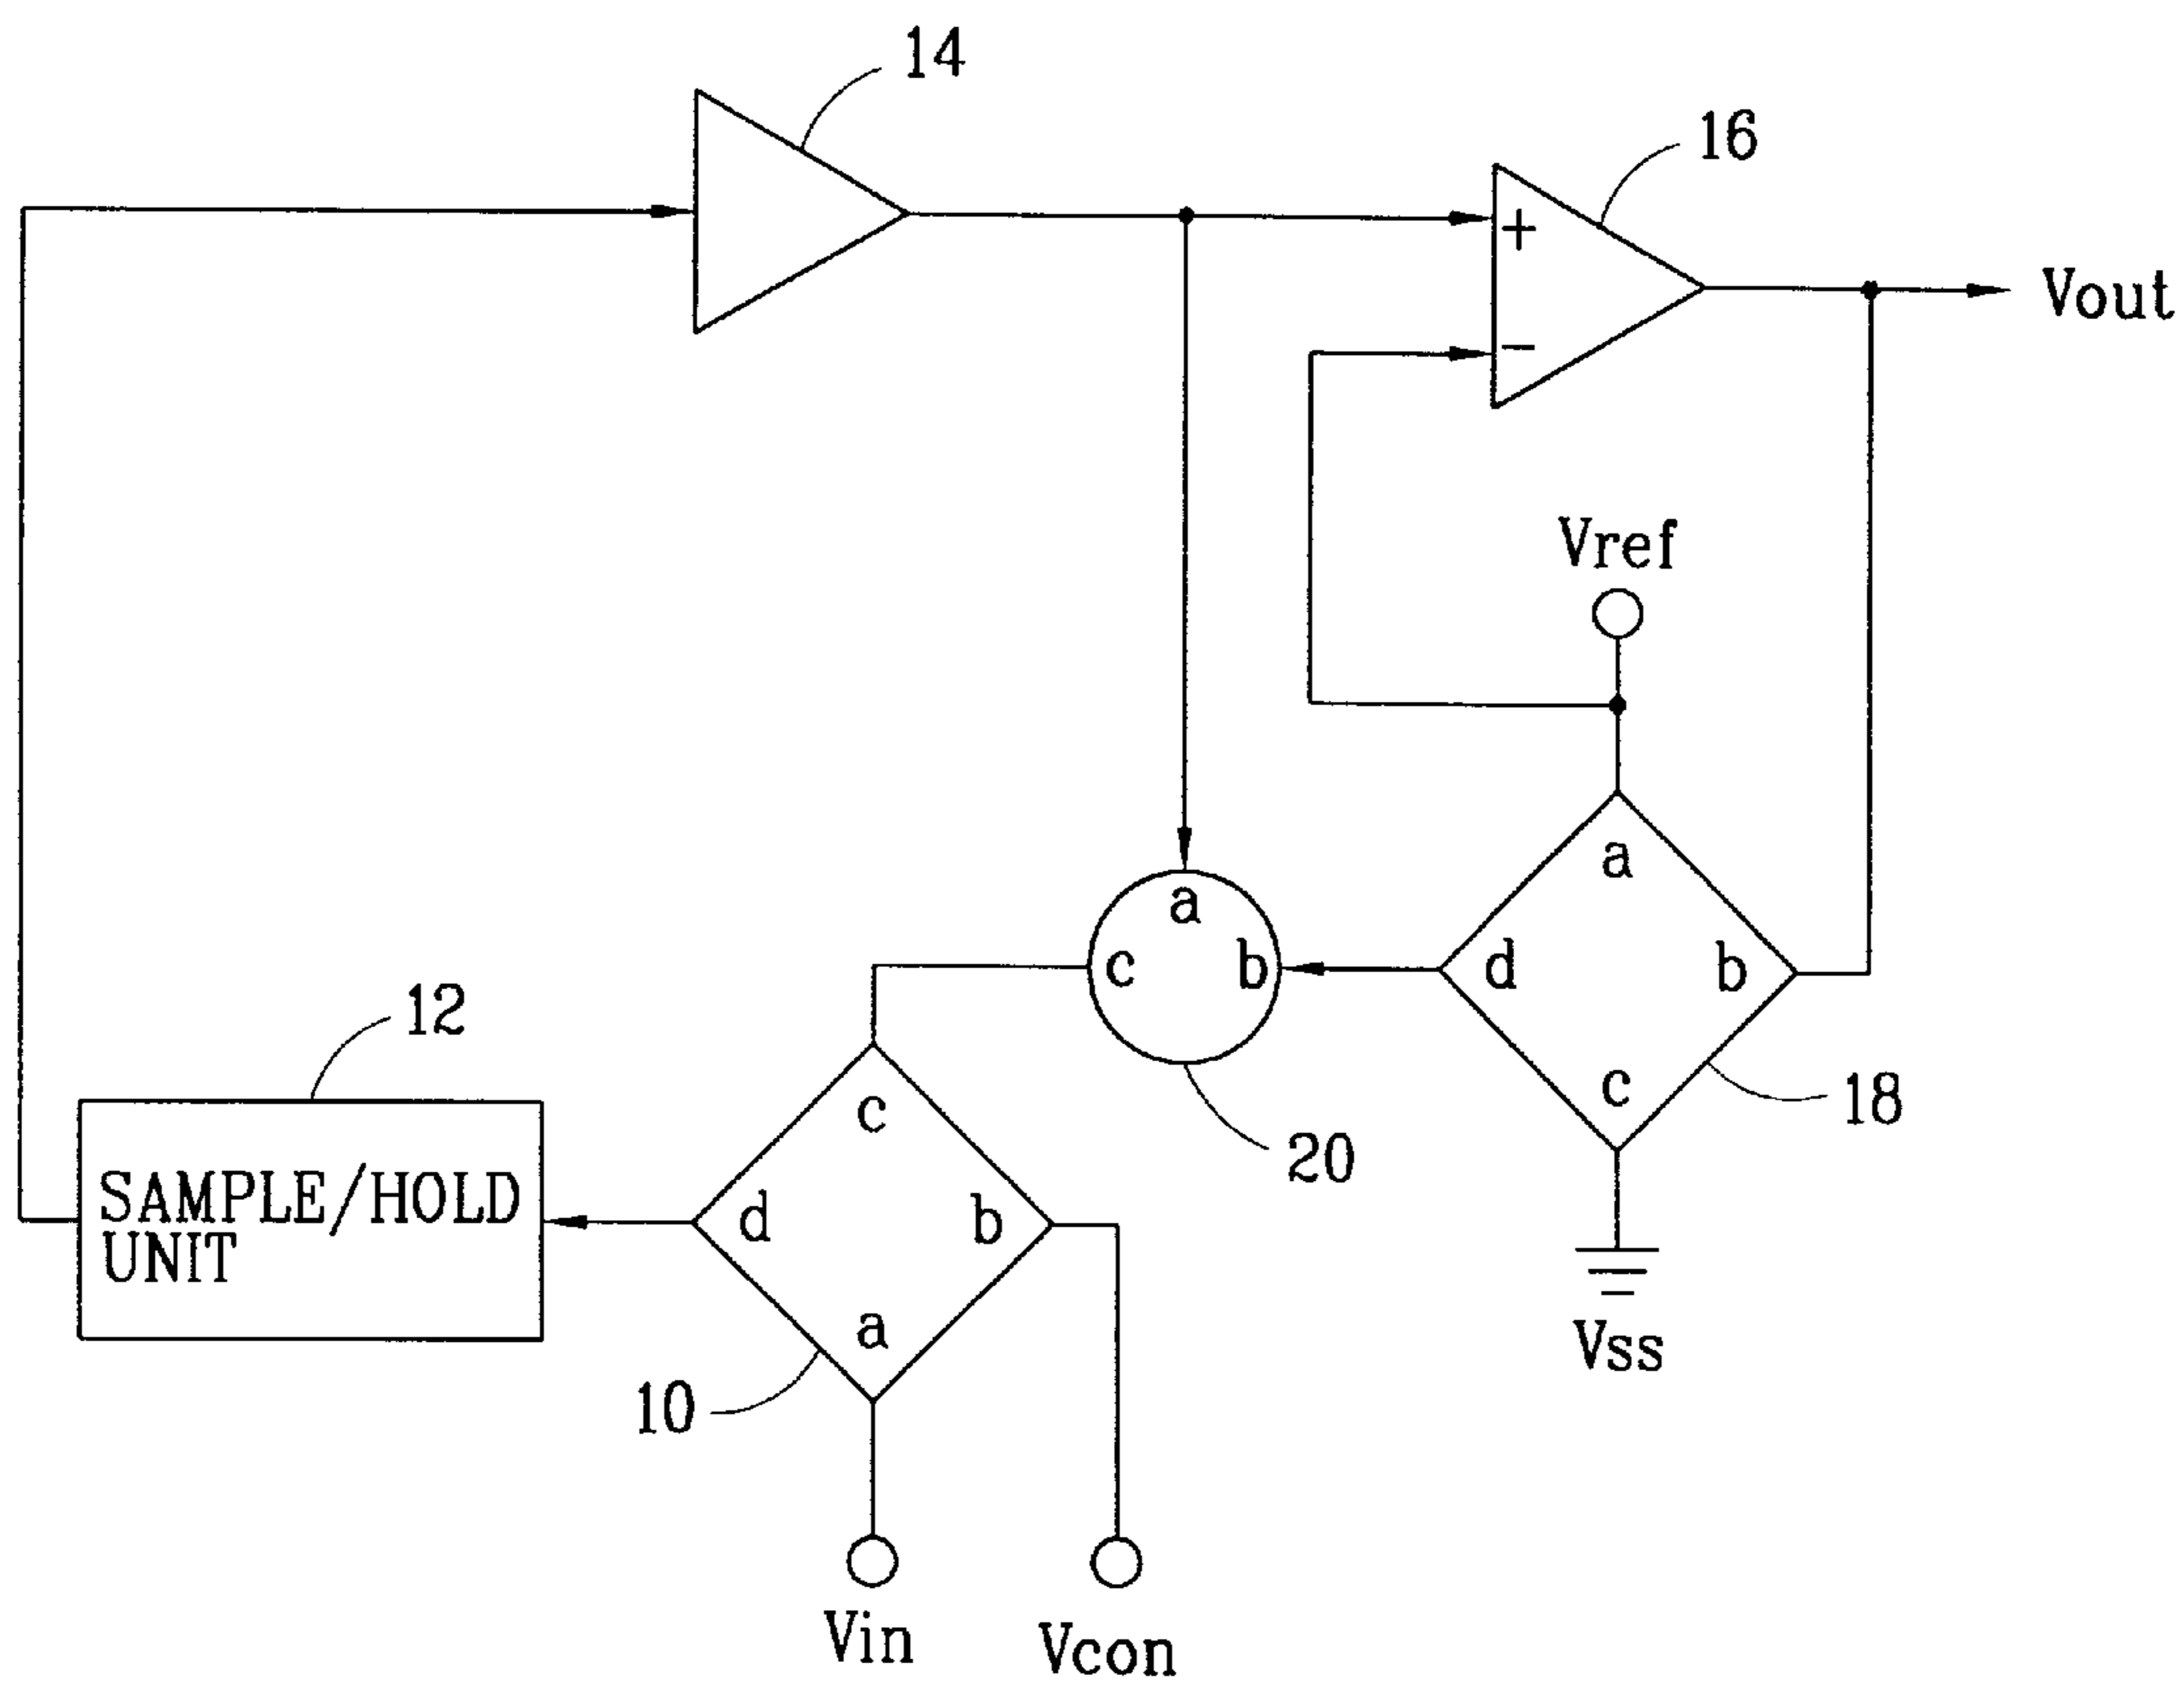 14
16
+
−
Vout
Vref
a
d
b
c
18
a
c
b
20
12
SAMPLE/HOLD
UNIT
c
d
b
a
10
Vss
Vin
Vcon